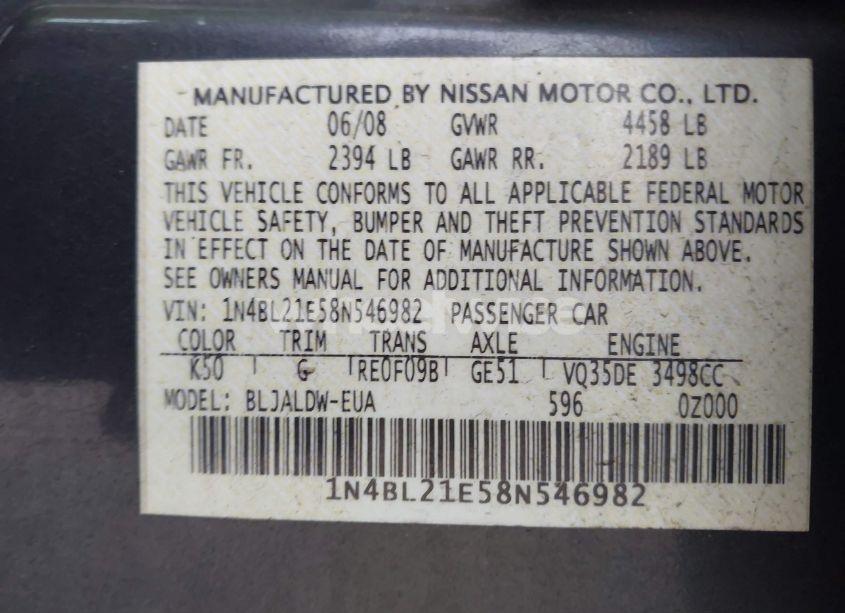 MANUFACTURED BY NISSAN MOTOR CO., LTD.
DATE 06/08 GVWR 4458 LB
GAWR FR. 2394 LB GAWR RR. 2189 LB
THIS VEHICLE CONFORMS TO ALL APPLICABLE FEDERAL MOTOR
VEHICLE SAFETY, BUMPER AND THEFT PREVENTION STANDARDS
IN EFFECT ON THE DATE OF MANUFACTURE SHOWN ABOVE.
SEE OWNERS MANUAL FOR ADDITIONAL INFORMATION.
VIN: 1N4BL21E58N546982 PASSENGER CAR
COLOR TRIM TRANS AXLE ENGINE
K50 G RE0F09B GE51 VQ35DE 3498CC
MODEL: BLJALDW-EUA 596 0Z000
1N4BL21E58N546982